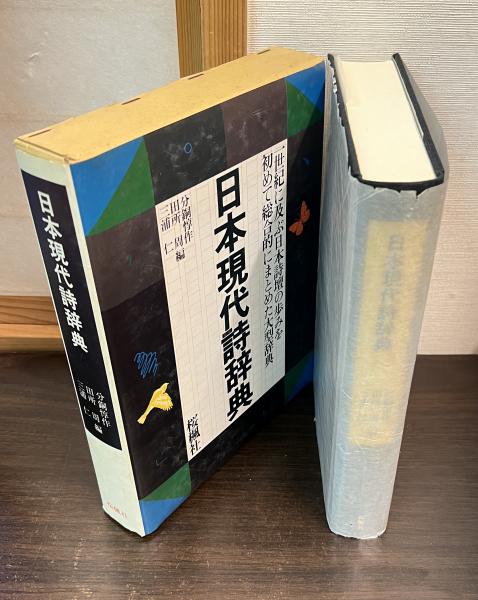 一世紀に及ぶ日本詩壇の歩みを
初めて総合的にまとめた大型辞典
日本現代詩辞典
分銅惇作
田所 周 編
三浦 仁
桜楓社
日本現代詩辞典
分銅惇作
田所 周 編
三浦 仁
桜楓社
日本現代詩辞典